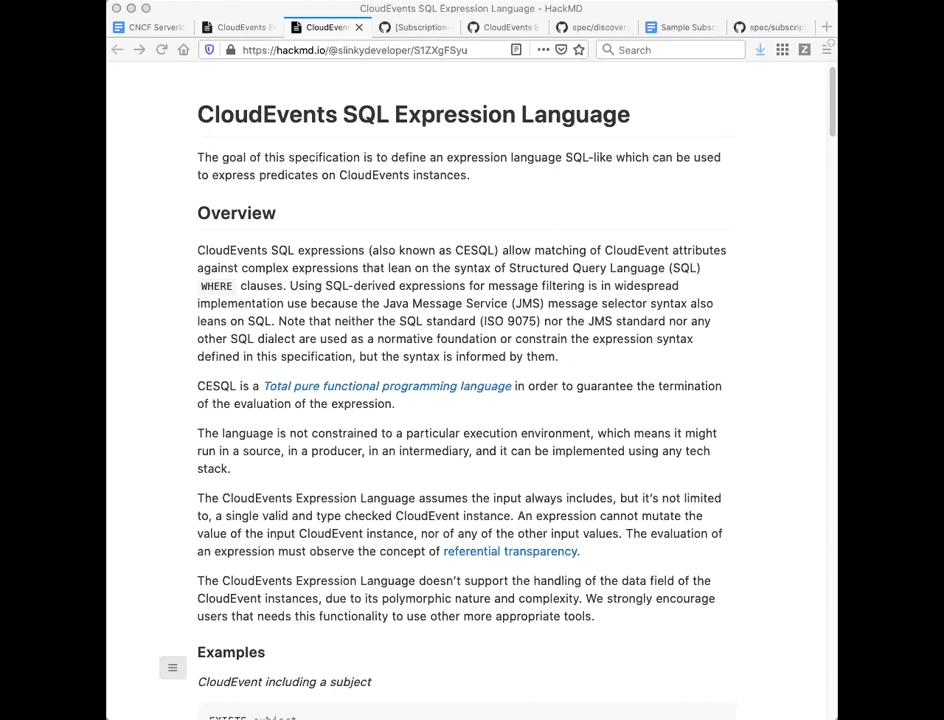 CloudEvents SQL Expression Language - HackMD
CNCF Serverl
CloudEvents E
CloudEven
[Subscription
CloudEvents E
spec/discover
Sample Subsc
spec/subscrip
https://hackmd.io/@slinkydeveloper/S1ZXgFSyu
Search
CloudEvents SQL Expression Language
The goal of this specification is to define an expression language SQL-like which can be used
to express predicates on CloudEvents instances.
Overview
CloudEvents SQL expressions (also known as CESQL) allow matching of CloudEvent attributes
against complex expressions that lean on the syntax of Structured Query Language (SQL)
WHERE clauses. Using SQL-derived expressions for message filtering is in widespread
implementation use because the Java Message Service (JMS) message selector syntax also
leans on SQL. Note that neither the SQL standard (ISO 9075) nor the JMS standard nor any
other SQL dialect are used as a normative foundation or constrain the expression syntax
defined in this specification, but the syntax is informed by them.
CESQL is a Total pure functional programming language in order to guarantee the termination
of the evaluation of the expression.
The language is not constrained to a particular execution environment, which means it might
run in a source, in a producer, in an intermediary, and it can be implemented using any tech
stack.
The CloudEvents Expression Language assumes the input always includes, but it's not limited
to, a single valid and type checked CloudEvent instance. An expression cannot mutate the
value of the input CloudEvent instance, nor of any of the other input values. The evaluation of
an expression must observe the concept of referential transparency.
The CloudEvents Expression Language doesn't support the handling of the data field of the
CloudEvent instances, due to its polymorphic nature and complexity. We strongly encourage
users that needs this functionality to use other more appropriate tools.
Examples
CloudEvent including a subject
EXISTS subject